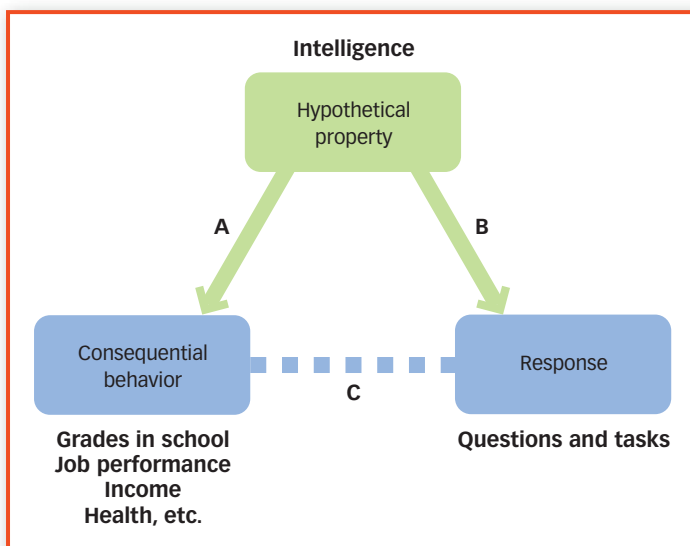 Intelligence
Hypothetical
property
A
B
Consequential
behavior
Response
C
Grades in school
Job performance
Income
Health, etc.
Questions and tasks